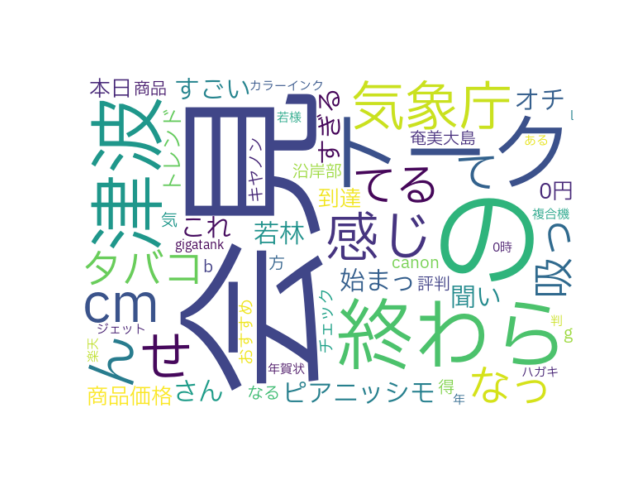 本日
商品
すごい
カラーインク
若様
すぎる
気象庁
オチ
l
津波
トレンド
会見
キヤノン
トーク
奄美大島
ある
沿岸部
てる
て
0円
到達
気
これ
gigatank
若林
感じ
の
複合機
吸っ
0時
タバコ
b
方
canon
cm
始まっ
評判
聞い
ジェット
おすすめ
チェック
終わら
判
g
ん
せ
楽天
年賀状
ハガキ
商品価格
さん
なる
ピアニッシモ
得
年
なっ